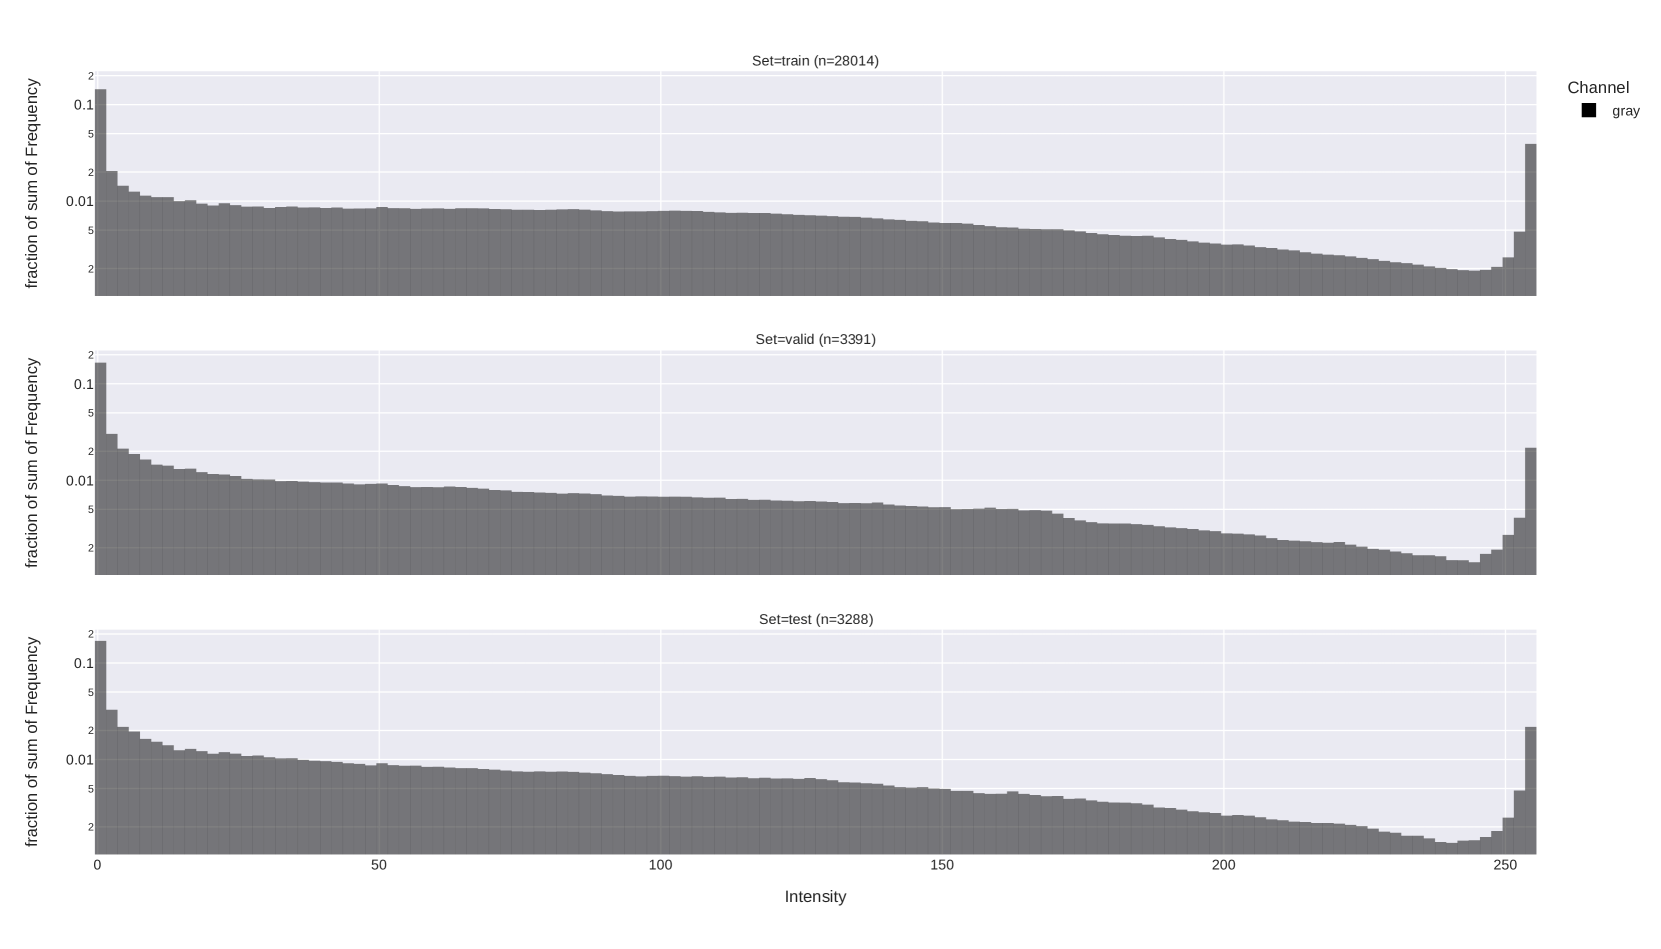 Set=train (n=28014)
fraction of sum of Frequency
2
0.1
5
2
0.01
5
2
Channel
gray
Set=valid (n=3391)
fraction of sum of Frequency
2
0.1
5
2
0.01
5
2
Set=test (n=3288)
fraction of sum of Frequency
2
0.1
5
2
0.01
5
2
0 50 100 150 200 250
Intensity